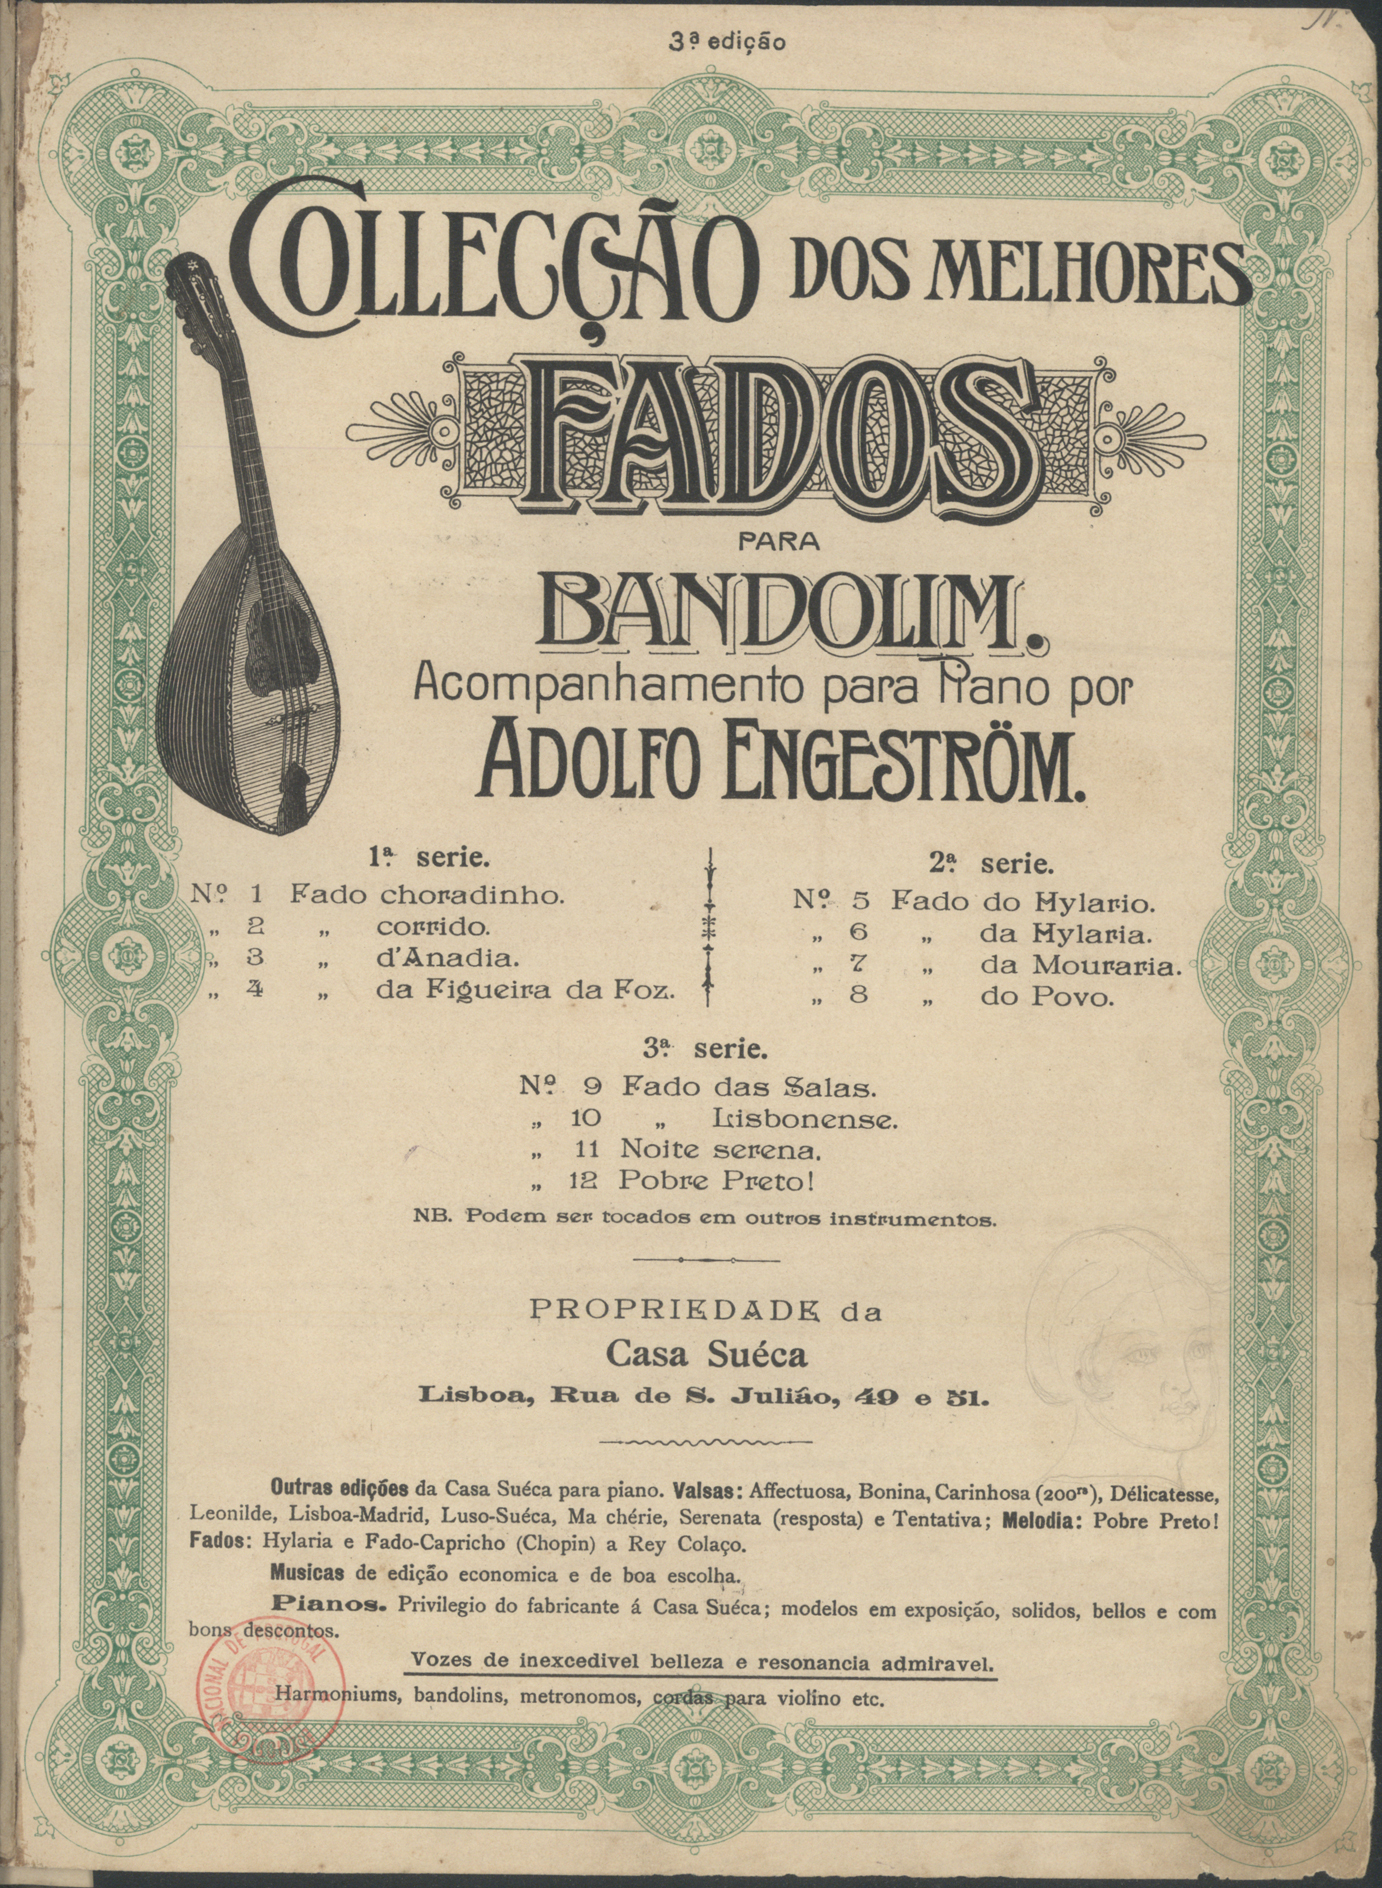 3ª edição
COLLECÇÃO DOS MELHORES
FADOS
PARA
BANDOLIM.
Acompanhamento para Piano por
ADOLFO ENGESTRÖM.
1ª serie.
Nº 1 Fado choradinho.
„ 2 „ corrido.
„ 3 „ d'Anadia.
„ 4 „ da Figueira da Foz.
2ª serie.
Nº 5 Fado do Hylario.
„ 6 „ da Hylaria.
„ 7 „ da Mouraria.
„ 8 „ do Povo.
3ª serie.
Nº 9 Fado das Salas.
„ 10 „ Lisbonense.
„ 11 Noite serena.
„ 12 Pobre Preto!
NB. Podem ser tocados em outros instrumentos.
PROPRIEDADE da
Casa Suéca
Lisboa, Rua de S. Julião, 49 e 51.
Outras edições da Casa Suéca para piano. Valsas: Affectuosa, Bonina, Carinhosa (200rs), Délicatesse,
Leonilde, Lisboa-Madrid, Luso-Suéca, Ma chérie, Serenata (resposta) e Tentativa; Melodia: Pobre Preto!
Fados: Hylaria e Fado-Capricho (Chopin) a Rey Colaço.
Musicas de edição economica e de boa escolha.
Pianos. Privilegio do fabricante á Casa Suéca; modelos em exposição, solidos, bellos e com
bons descontos.
Vozes de inexcedivel belleza e resonancia admiravel.
Harmoniums, bandolins, metronomos, cordas para violino etc.
NACIONAL DE PORTUGAL